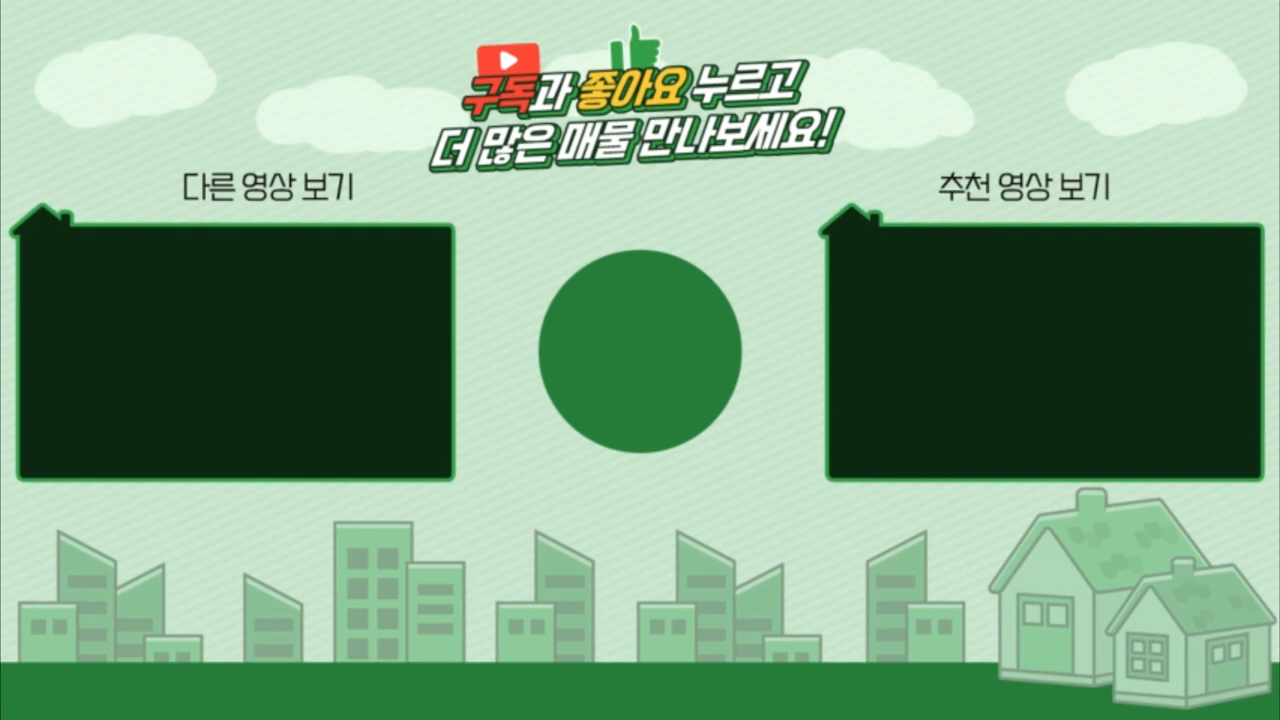 구독과 좋아요 누르고
더 많은 매물 만나보세요!
다른 영상 보기
추천 영상 보기